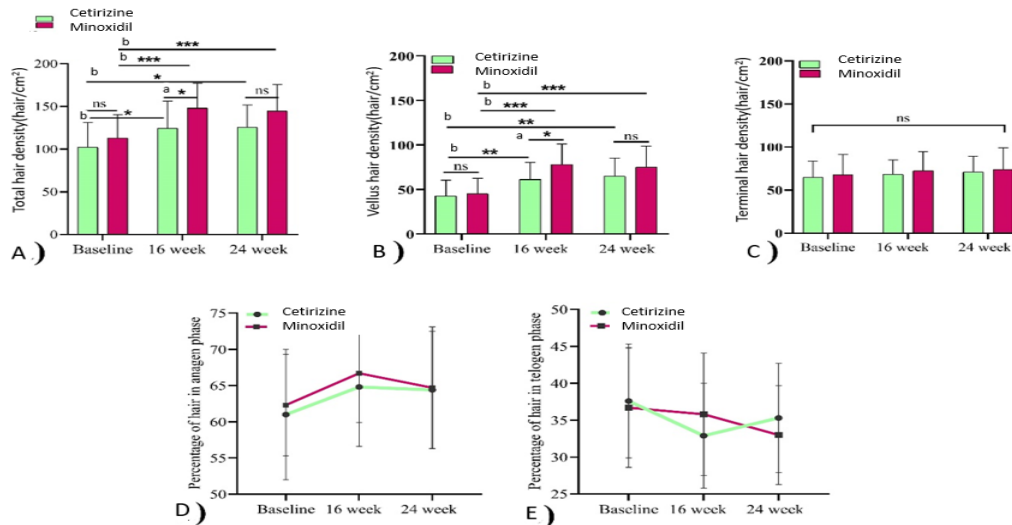 Cetirizine
Minoxidil
b ***
b ***
b *
a *
ns
ns
b *
Total hair density(hair/cm²)
200
150
100
50
0
Baseline 16 week 24 week
A )
Cetirizine
Minoxidil
b ***
b ***
b **
a *
ns
b **
ns
Vellus hair density(hair/cm²)
200
150
100
50
0
Baseline 16 week 24 week
B )
Cetirizine
Minoxidil
ns
Terminal hair density(hair/cm²)
200
150
100
50
0
Baseline 16 week 24 week
C )
Cetirizine
Minoxidil
Percentage of hair in anagen phase
75
70
65
60
55
50
Baseline 16 week 24 week
D )
Cetirizine
Minoxidil
Percentage of hair in telogen phase
50
45
40
35
30
25
Baseline 16 week 24 week
E )